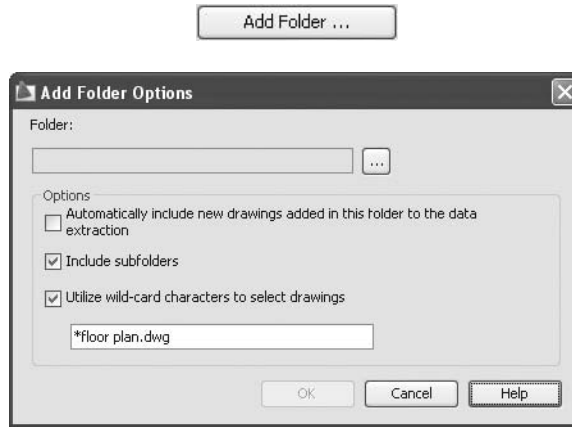 Add Folder ...
Add Folder Options
Folder:
...
Options
Automatically include new drawings added in this folder to the data
extraction
Include subfolders
Utilize wild-card characters to select drawings
*floor plan.dwg
OK Cancel Help